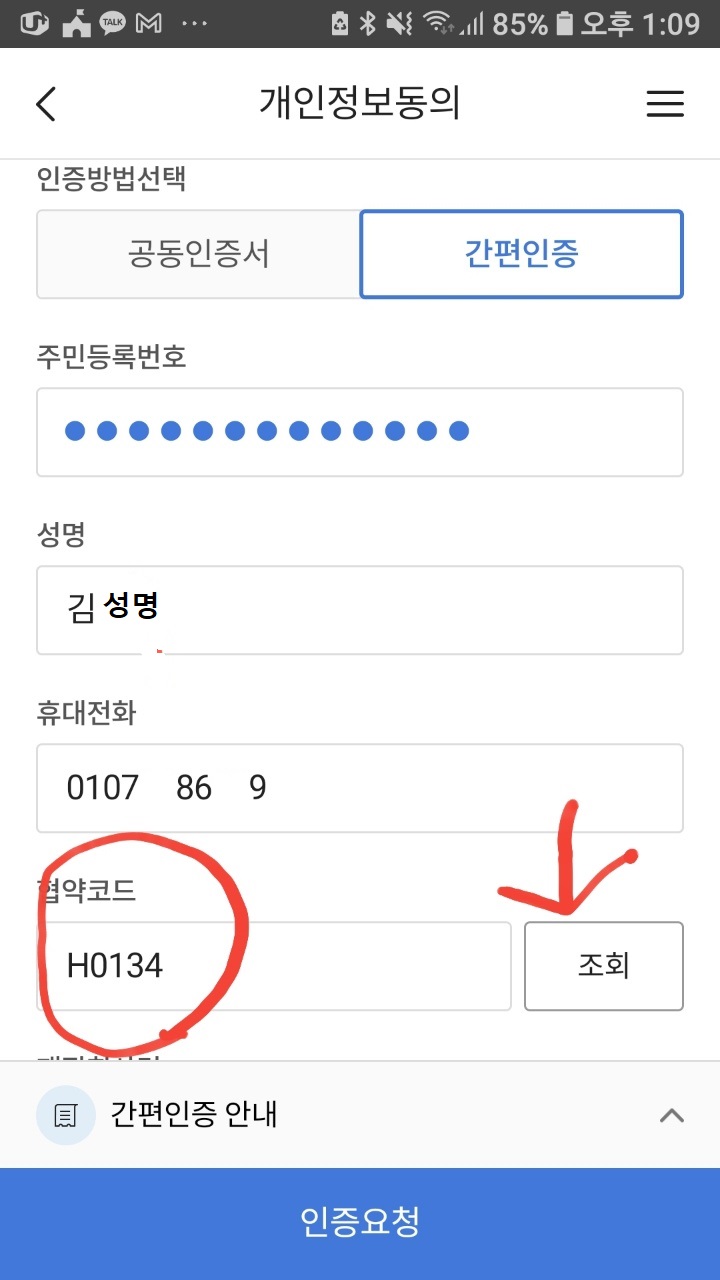 TALK 85% 오후 1:09
개인정보동의
인증방법선택
공동인증서 간편인증
주민등록번호
성명
김 성명
휴대전화
0107 86 9
협약코드
H0134 조회
간편인증 안내
인증요청